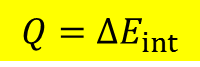 Q = ΔE_int